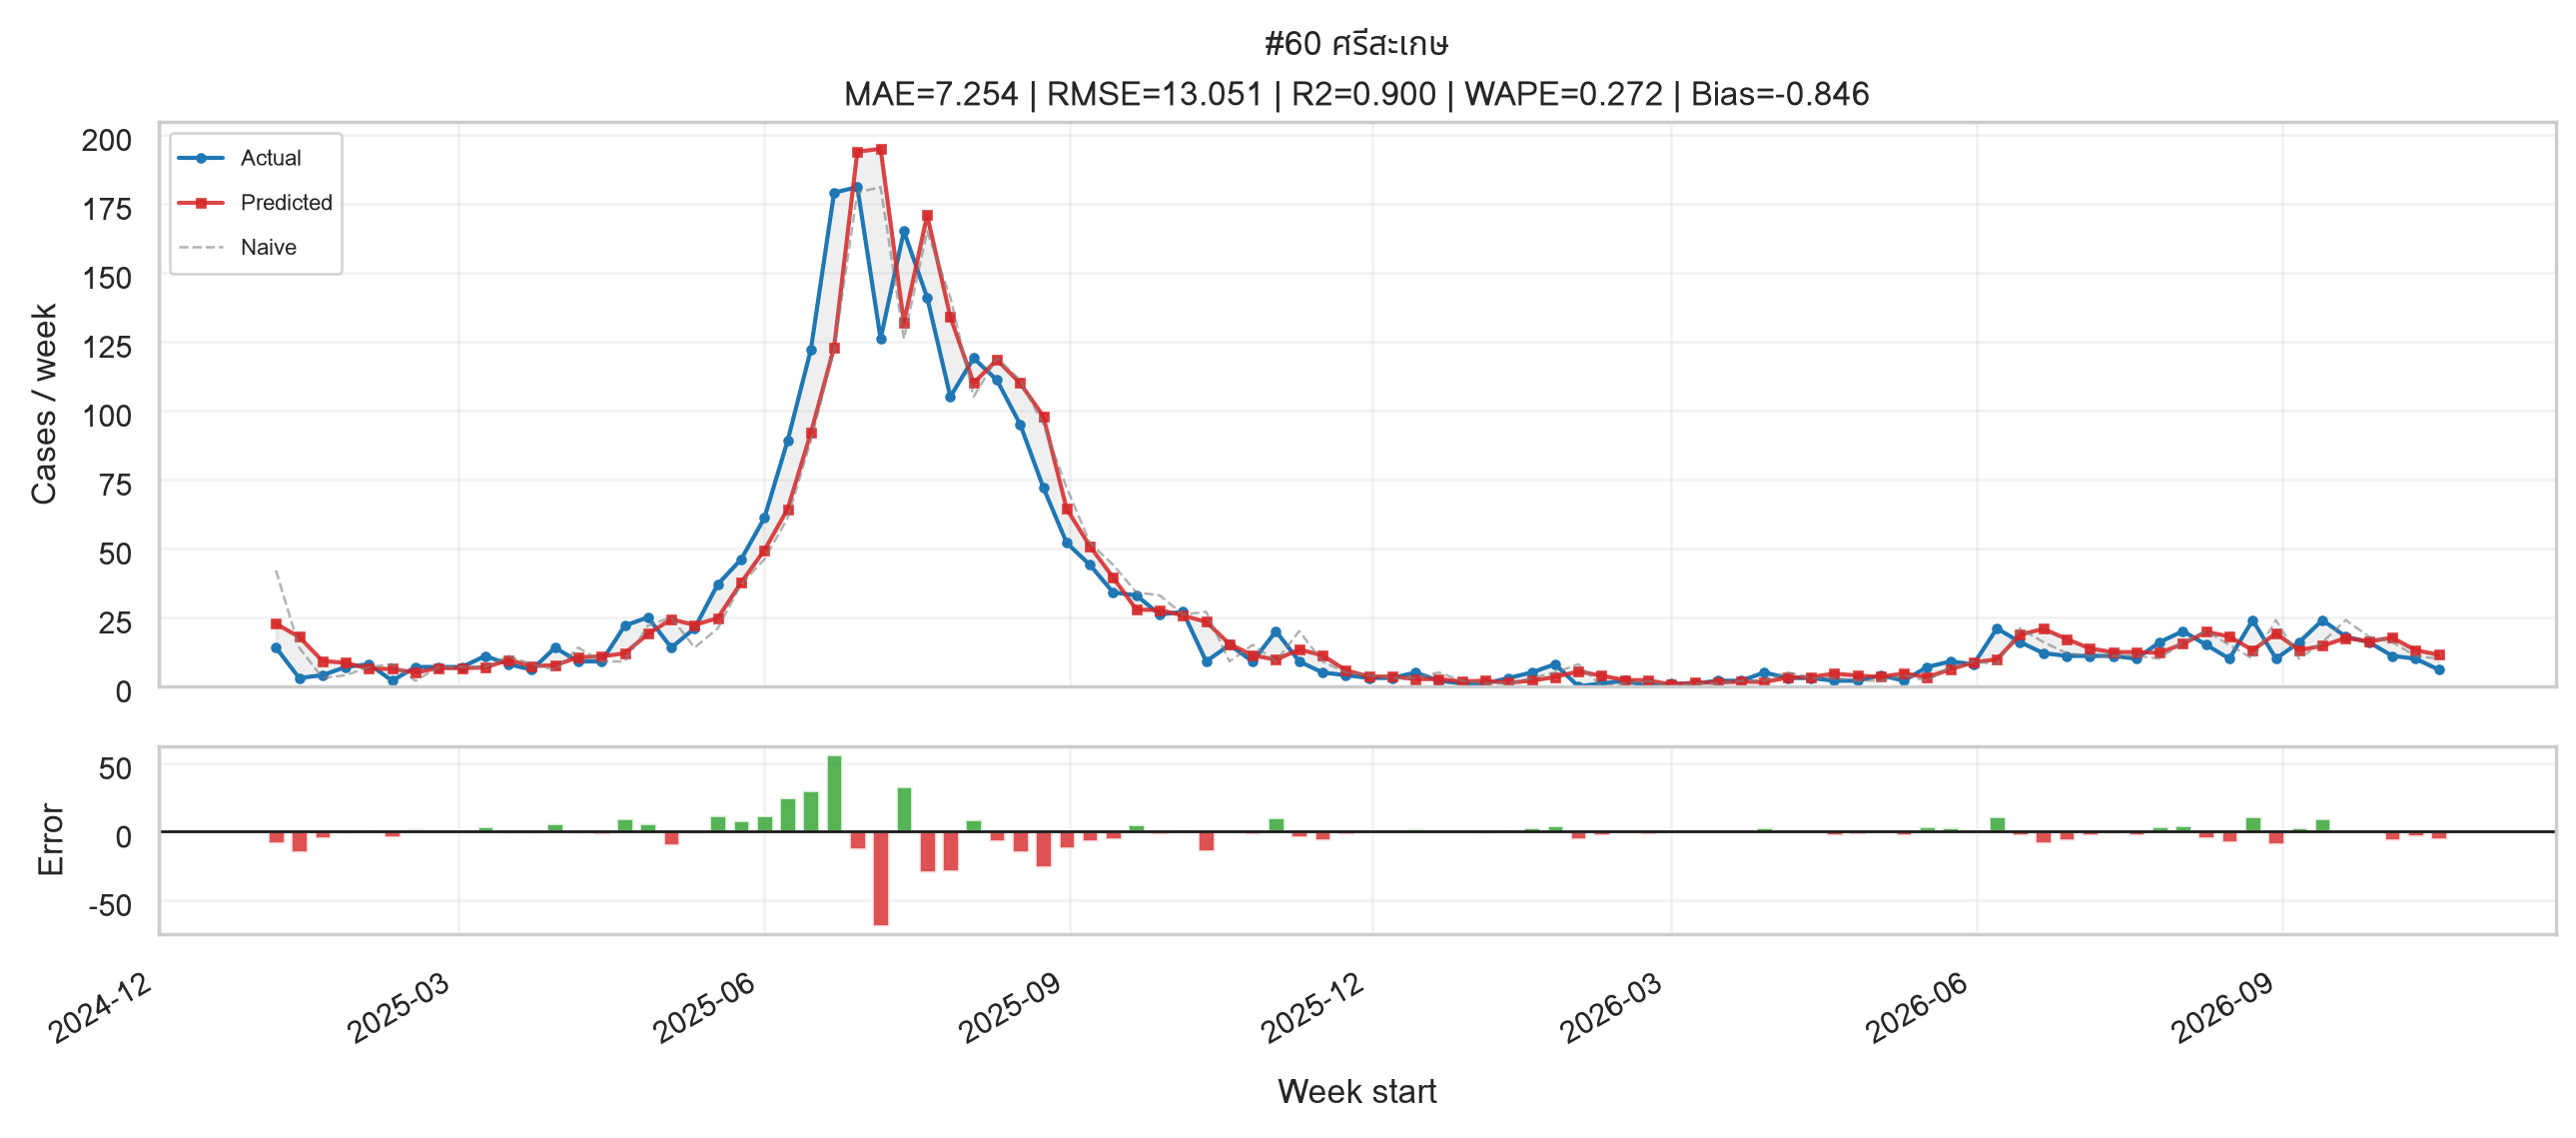 #60 ศรีสะเกษ
MAE=7.254 | RMSE=13.051 | R2=0.900 | WAPE=0.272 | Bias=-0.846
Actual
Predicted
Naive
Cases / week
200
175
150
125
100
75
50
25
0
Error
50
0
-50
2024-12
2025-03
2025-06
2025-09
2025-12
2026-03
2026-06
2026-09
Week start